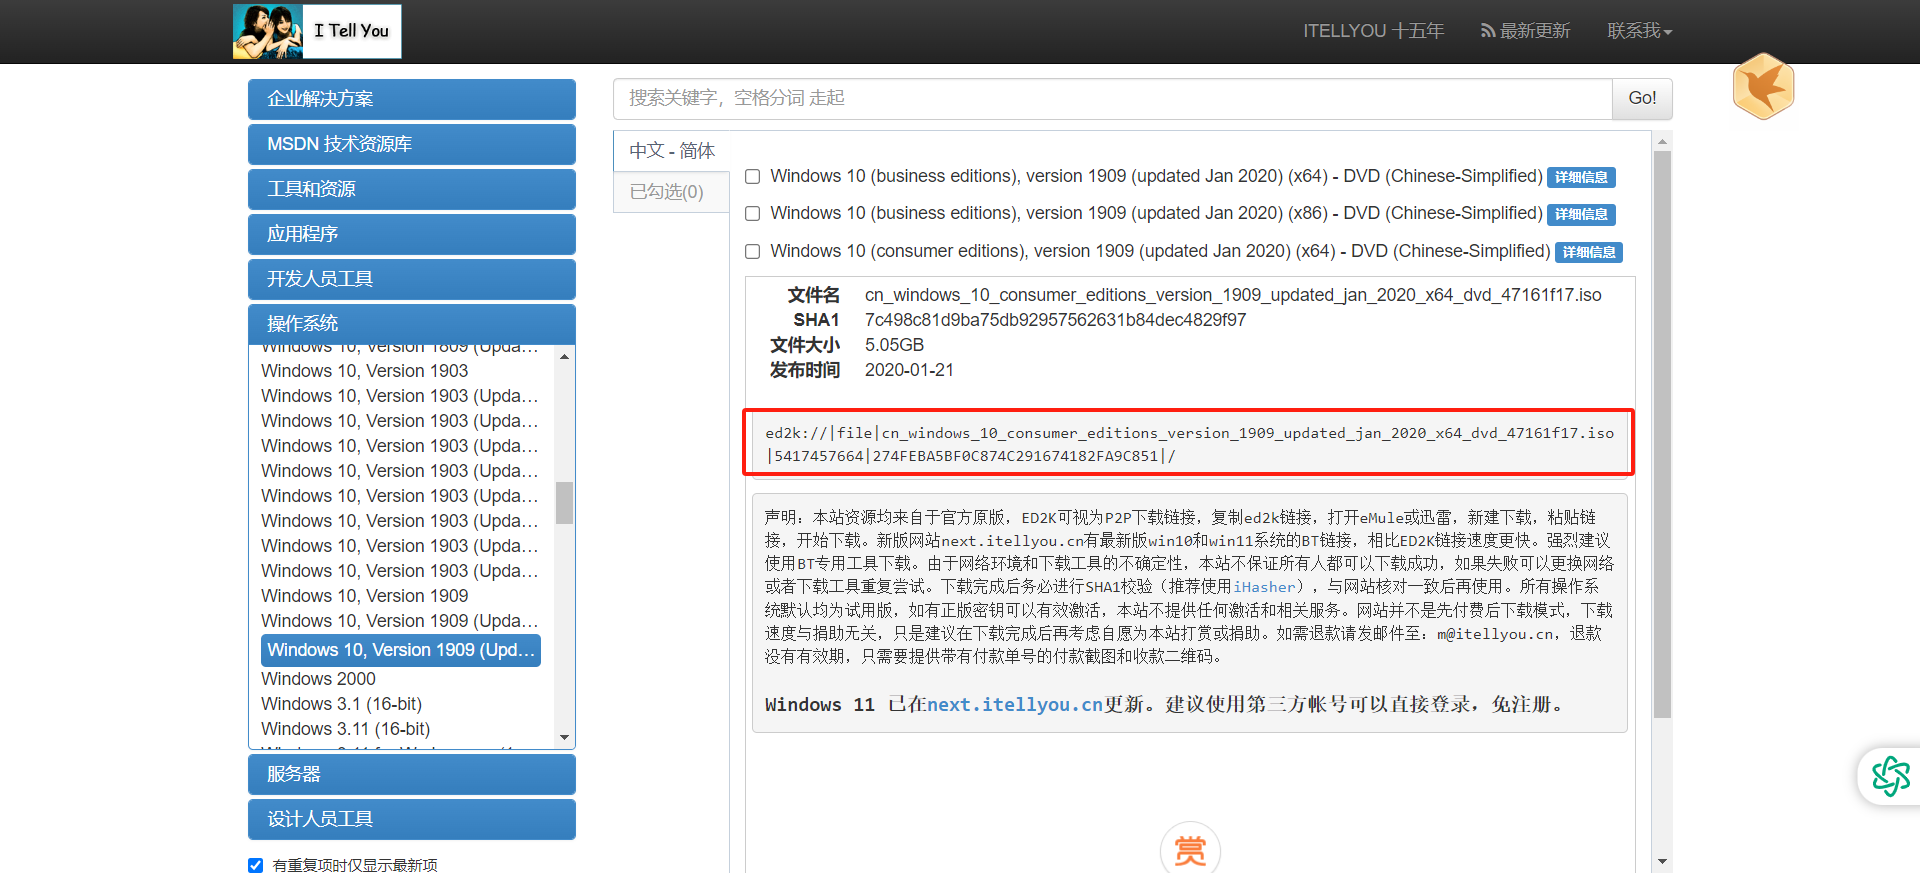 I Tell You
ITELLYOU 十五年
最新更新
联系我
企业解决方案
MSDN 技术资源库
工具和资源
应用程序
开发人员工具
操作系统
Windows 10, Version 1809 (Upda…
Windows 10, Version 1903
Windows 10, Version 1903 (Upda…
Windows 10, Version 1903 (Upda…
Windows 10, Version 1903 (Upda…
Windows 10, Version 1903 (Upda…
Windows 10, Version 1903 (Upda…
Windows 10, Version 1903 (Upda…
Windows 10, Version 1903 (Upda…
Windows 10, Version 1903 (Upda…
Windows 10, Version 1909
Windows 10, Version 1909 (Upda…
Windows 10, Version 1909 (Upd…
Windows 2000
Windows 3.1 (16-bit)
Windows 3.11 (16-bit)
服务器
设计人员工具
有重复项时仅显示最新项
搜索关键字，空格分词 走起
Go!
中文 - 简体
已勾选(0)
Windows 10 (business editions), version 1909 (updated Jan 2020) (x64) - DVD (Chinese-Simplified) 详细信息
Windows 10 (business editions), version 1909 (updated Jan 2020) (x86) - DVD (Chinese-Simplified) 详细信息
Windows 10 (consumer editions), version 1909 (updated Jan 2020) (x64) - DVD (Chinese-Simplified) 详细信息
文件名 cn_windows_10_consumer_editions_version_1909_updated_jan_2020_x64_dvd_47161f17.iso
SHA1 7c498c81d9ba75db92957562631b84dec4829f97
文件大小 5.05GB
发布时间 2020-01-21
ed2k://|file|cn_windows_10_consumer_editions_version_1909_updated_jan_2020_x64_dvd_47161f17.iso
|5417457664|274FEBA5BF0C874C291674182FA9C851|/
声明：本站资源均来自于官方原版，ED2K可视为P2P下载链接，复制ed2k链接，打开eMule或迅雷，新建下载，粘贴链
接，开始下载。新版网站next.itellyou.cn有最新版win10和win11系统的BT链接，相比ED2K链接速度更快。强烈建议
使用BT专用工具下载。由于网络环境和下载工具的不确定性，本站不保证所有人都可以下载成功，如果失败可以更换网络
或者下载工具重复尝试。下载完成后务必进行SHA1校验（推荐使用iHasher），与网站核对一致后再使用。所有操作系
统默认均为试用版，如有正版密钥可以有效激活，本站不提供任何激活和相关服务。网站并不是先付费后下载模式，下载
速度与捐助无关，只是建议在下载完成后再考虑自愿为本站打赏或捐助。如需退款请发邮件至：m@itellyou.cn，退款
没有有效期，只需要提供带有付款单号的付款截图和收款二维码。
Windows 11 已在next.itellyou.cn更新。建议使用第三方帐号可以直接登录，免注册。
赏